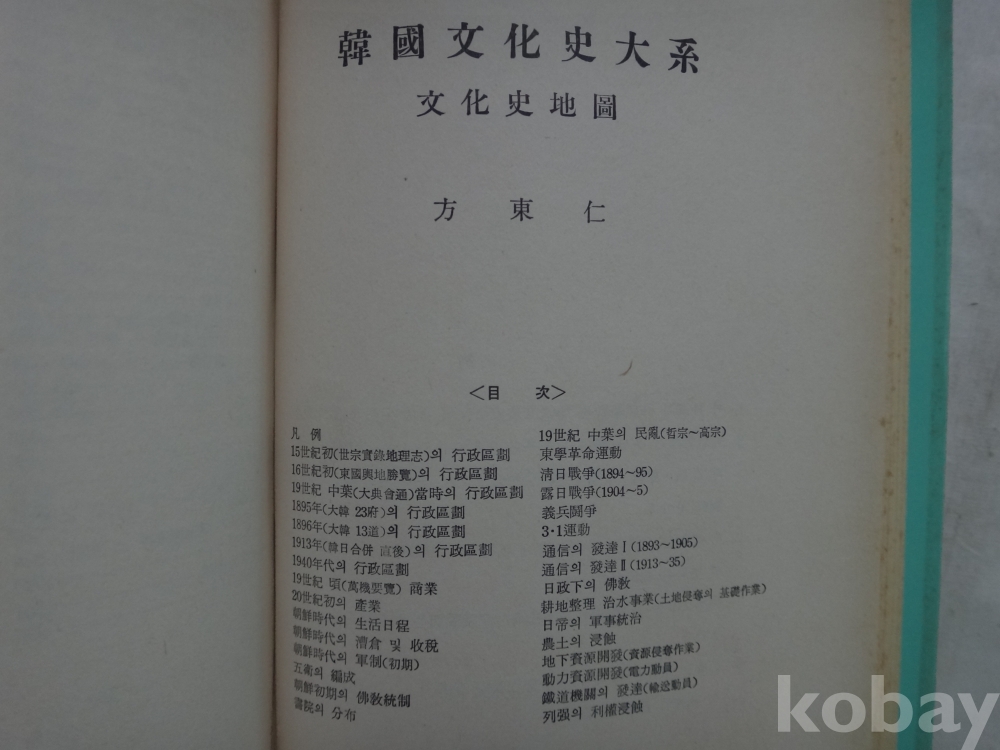 韓國文化史大系
文化史地圖
方東仁
<目 次>
凡例
15世紀初(世宗實錄地理志)의 行政區劃
16世紀初(東國輿地勝覽)의 行政區劃
19世紀 中葉(大典會通)當時의 行政區劃
1895年(大韓 23府)의 行政區劃
1896年(大韓 13道)의 行政區劃
1913年(韓日合併 直後)의 行政區劃
1940年代의 行政區劃
19世紀 頃(萬機要覽) 商業
20世紀初의 產業
朝鮮時代의 生活日程
朝鮮時代의 漕倉 및 收稅
朝鮮時代의 軍制(初期)
五衛의 編成
朝鮮初期의 佛敎統制
書院의 分布
19世紀 中葉의 民亂(哲宗~高宗)
東學革命運動
淸日戰爭(1894~95)
露日戰爭(1904~5)
義兵鬪爭
3·1運動
通信의 發達Ⅰ(1893~1905)
通信의 發達Ⅱ(1913~35)
日政下의 佛敎
耕地整理 治水事業(土地侵奪의 基礎作業)
日帝의 軍事統治
農土의 浸蝕
地下資源開發(資源侵奪作業)
動力資源開發(電力動員)
鐵道機關의 發達(輸送動員)
列强의 利權浸蝕
kobay